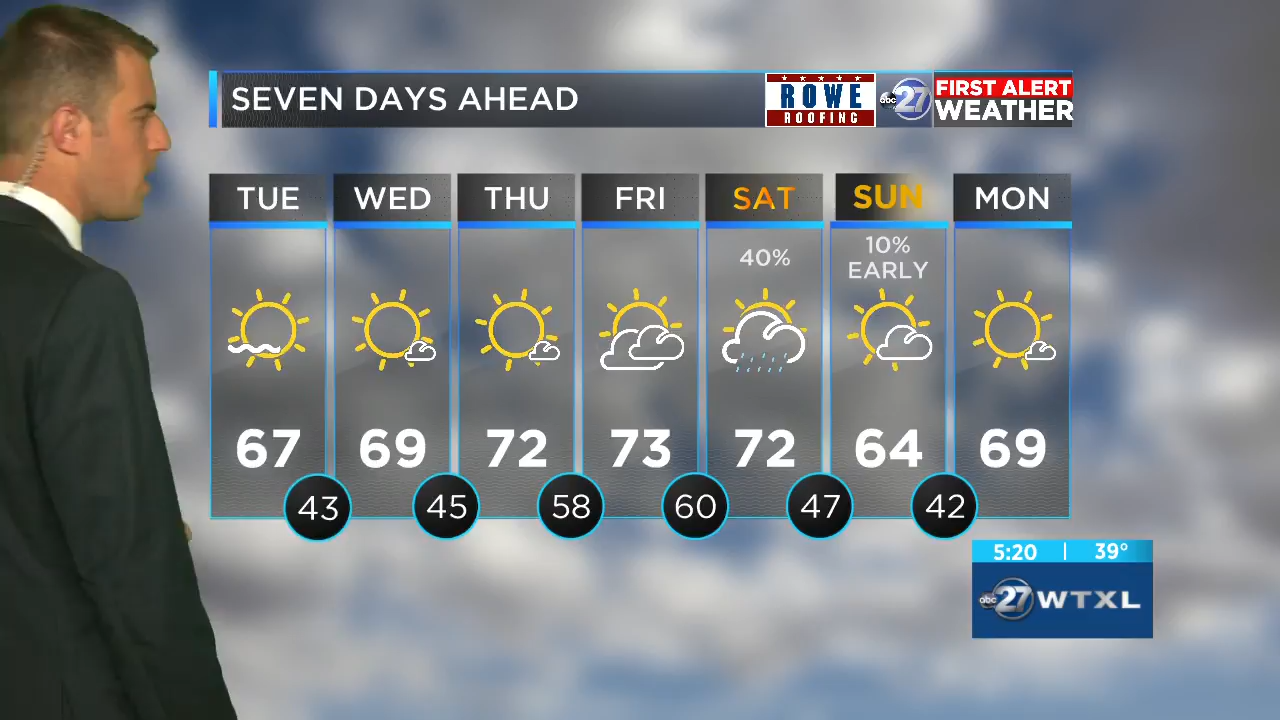 SEVEN DAYS AHEAD
ROWE
ROOFING
abc 27
FIRST ALERT
WEATHER
TUE WED THU FRI SAT SUN MON
40% 10%
EARLY
67 69 72 73 72 64 69
43 45 58 60 47 42
5:20 | 39°
abc 27 WTXL